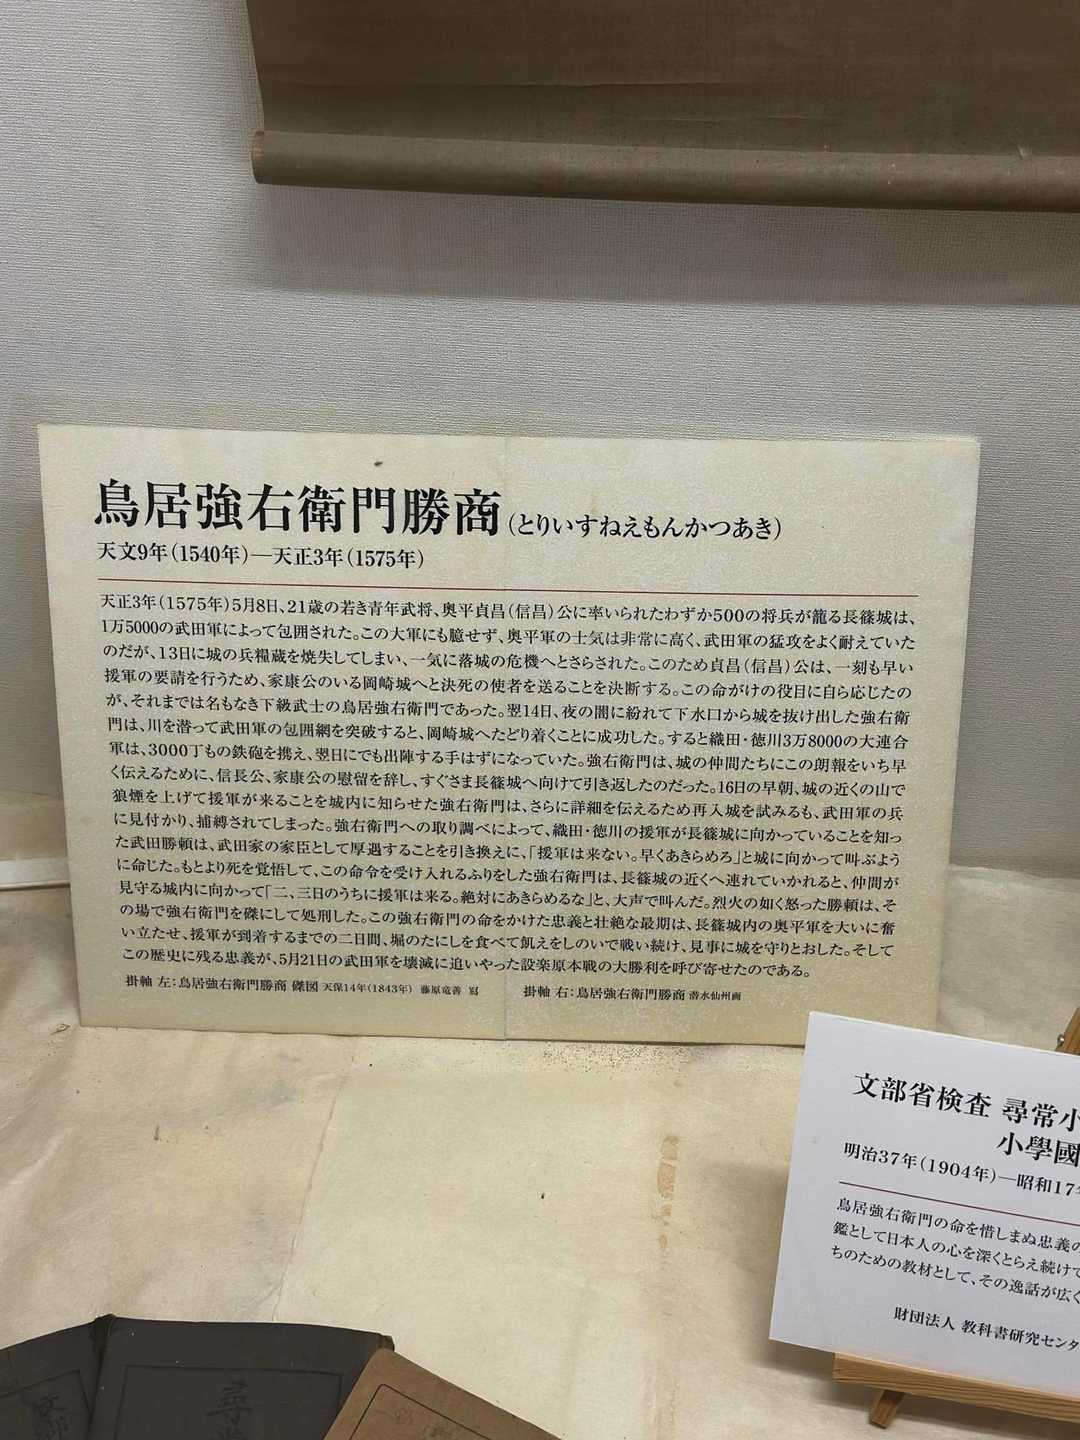 鳥居強右衛門勝商(とりいすねえもんかつあき)
天文9年(1540年)―天正3年(1575年)
天正3年(1575年)5月8日、21歳の若き青年武将、奥平貞昌(信昌)公に率いられたわずか500の将兵が籠る長篠城は、
1万5000の武田軍によって包囲された。この大軍にも臆せず、奥平軍の士気は非常に高く、武田軍の猛攻をよく耐えていた
のだが、13日に城の兵糧蔵を焼失してしまい、一気に落城の危機へとさらされた。このため貞昌(信昌)公は、一刻も早い
援軍の要請を行うため、家康公のいる岡崎城へと決死の使者を送ることを決断する。この命がけの役目に自ら応じたの
が、それまでは名もなき下級武士の鳥居強右衛門であった。翌14日、夜の闇に紛れて下水口から城を抜け出した強右衛
門は、川を潜って武田軍の包囲網を突破すると、岡崎城へたどり着くことに成功した。すると織田・徳川3万8000の大連合
軍は、3000丁もの鉄砲を携え、翌日にでも出陣する手はずになっていた。強右衛門は、城の仲間たちにこの朗報をいち早
く伝えるために、信長公、家康公の慰留を辞し、すぐさま長篠城へ向けて引き返したのだった。16日の早朝、城の近くの山で
狼煙を上げて援軍が来ることを城内に知らせた強右衛門は、さらに詳細を伝えるため再入城を試みるも、武田軍の兵
に見付かり、捕縛されてしまった。強右衛門への取り調べによって、織田・徳川の援軍が長篠城に向かっていることを知っ
た武田勝頼は、武田家の家臣として厚遇することを引き換えに、「援軍は来ない。早くあきらめろ」と城に向かって叫ぶよう
に命じた。もとより死を覚悟して、この命令を受け入れるふりをした強右衛門は、長篠城の近くへ連れていかれると、仲間が
見守る城内に向かって「二、三日のうちに援軍は来る。絶対にあきらめるな」と、大声で叫んだ。烈火の如く怒った勝頼は、そ
の場で強右衛門を磔にして処刑した。この強右衛門の命をかけた忠義と壮絶な最期は、長篠城内の奥平軍を大いに奮
い立たせ、援軍が到着するまでの二日間、堀のたにしを食べて飢えをしのいで戦い続け、見事に城を守りとおした。そして
この歴史に残る忠義が、5月21日の武田軍を壊滅に追いやった設楽原本戦の大勝利を呼び寄せたのである。
掛軸 左:鳥居強右衛門勝商 磔図 天保14年(1843年) 藤原竜善 寫
掛軸 右:鳥居強右衛門勝商 潜水仙州画
文部省検査 尋常小
小學國
明治37年(1904年)―昭和17年
鳥居強右衛門の命を惜しまぬ忠義の
鑑として日本人の心を深くとらえ続けて
ちのための教材として、その逸話が広く
財団法人 教科書研究センタ
尋